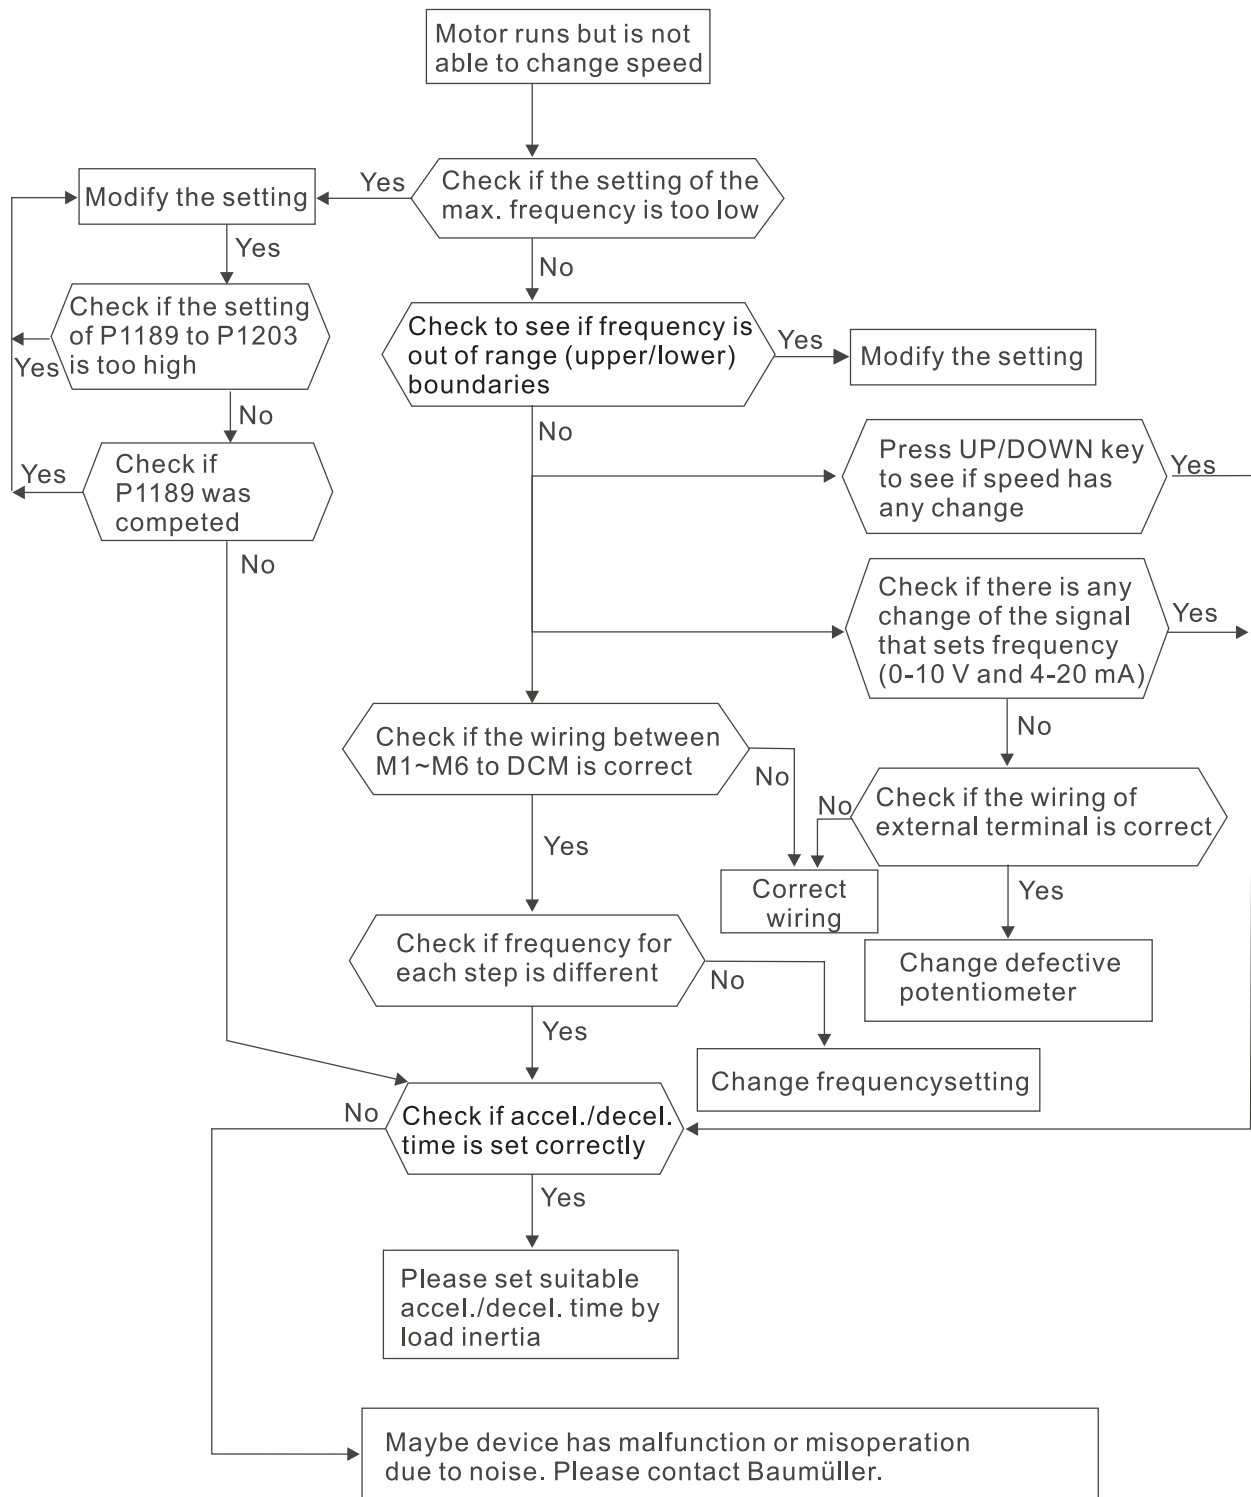 Motor runs but is not
able to change speed
Yes
Modify the setting
Check if the setting of the
max. frequency is too low
Yes
No
Check if the setting
of P1189 to P1203
is too high
Yes
Check to see if frequency is
out of range (upper/lower)
boundaries
Yes
Modify the setting
No
No
Check if
P1189 was
competed
Yes
Press UP/DOWN key
to see if speed has
any change
Yes
No
Check if there is any
change of the signal
that sets frequency
(0-10 V and 4-20 mA)
Yes
No
Check if the wiring between
M1~M6 to DCM is correct
No
No
Check if the wiring of
external terminal is correct
Yes
Correct
wiring
Yes
Check if frequency for
each step is different
No
Change defective
potentiometer
Yes
Change frequencysetting
No
Check if accel./decel.
time is set correctly
Yes
Please set suitable
accel./decel. time by
load inertia
Maybe device has malfunction or misoperation
due to noise. Please contact Baumüller.